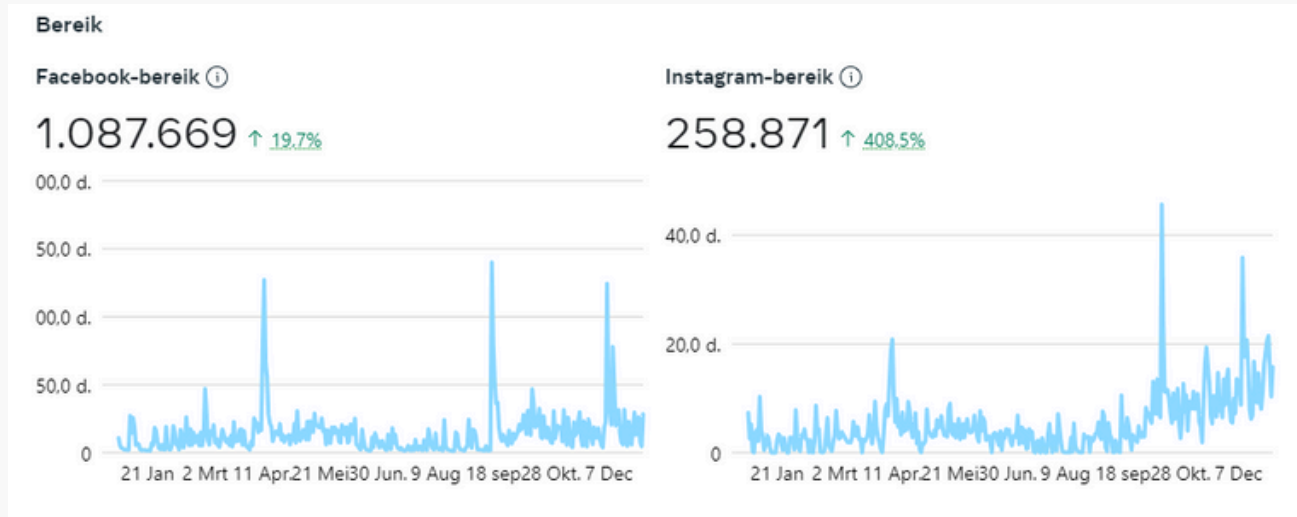 Bereik
Facebook-bereik
1.087.669 ↑ 19,7%
00,0 d.
50,0 d.
00,0 d.
50,0 d.
0
21 Jan 2 Mrt 11 Apr.21 Mei30 Jun. 9 Aug 18 sep28 Okt. 7 Dec
Instagram-bereik
258.871 ↑ 408,5%
40,0 d.
20,0 d.
0
21 Jan 2 Mrt 11 Apr.21 Mei30 Jun. 9 Aug 18 sep28 Okt. 7 Dec